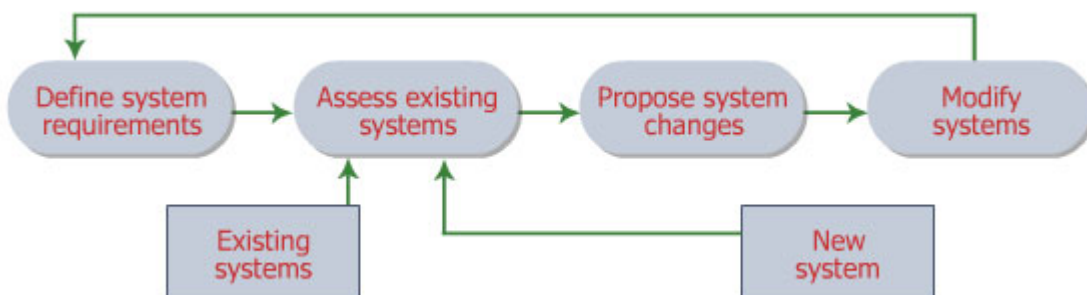 Define system
requirements
Assess existing
systems
Propose system
changes
Modify
systems
Existing
systems
New
system